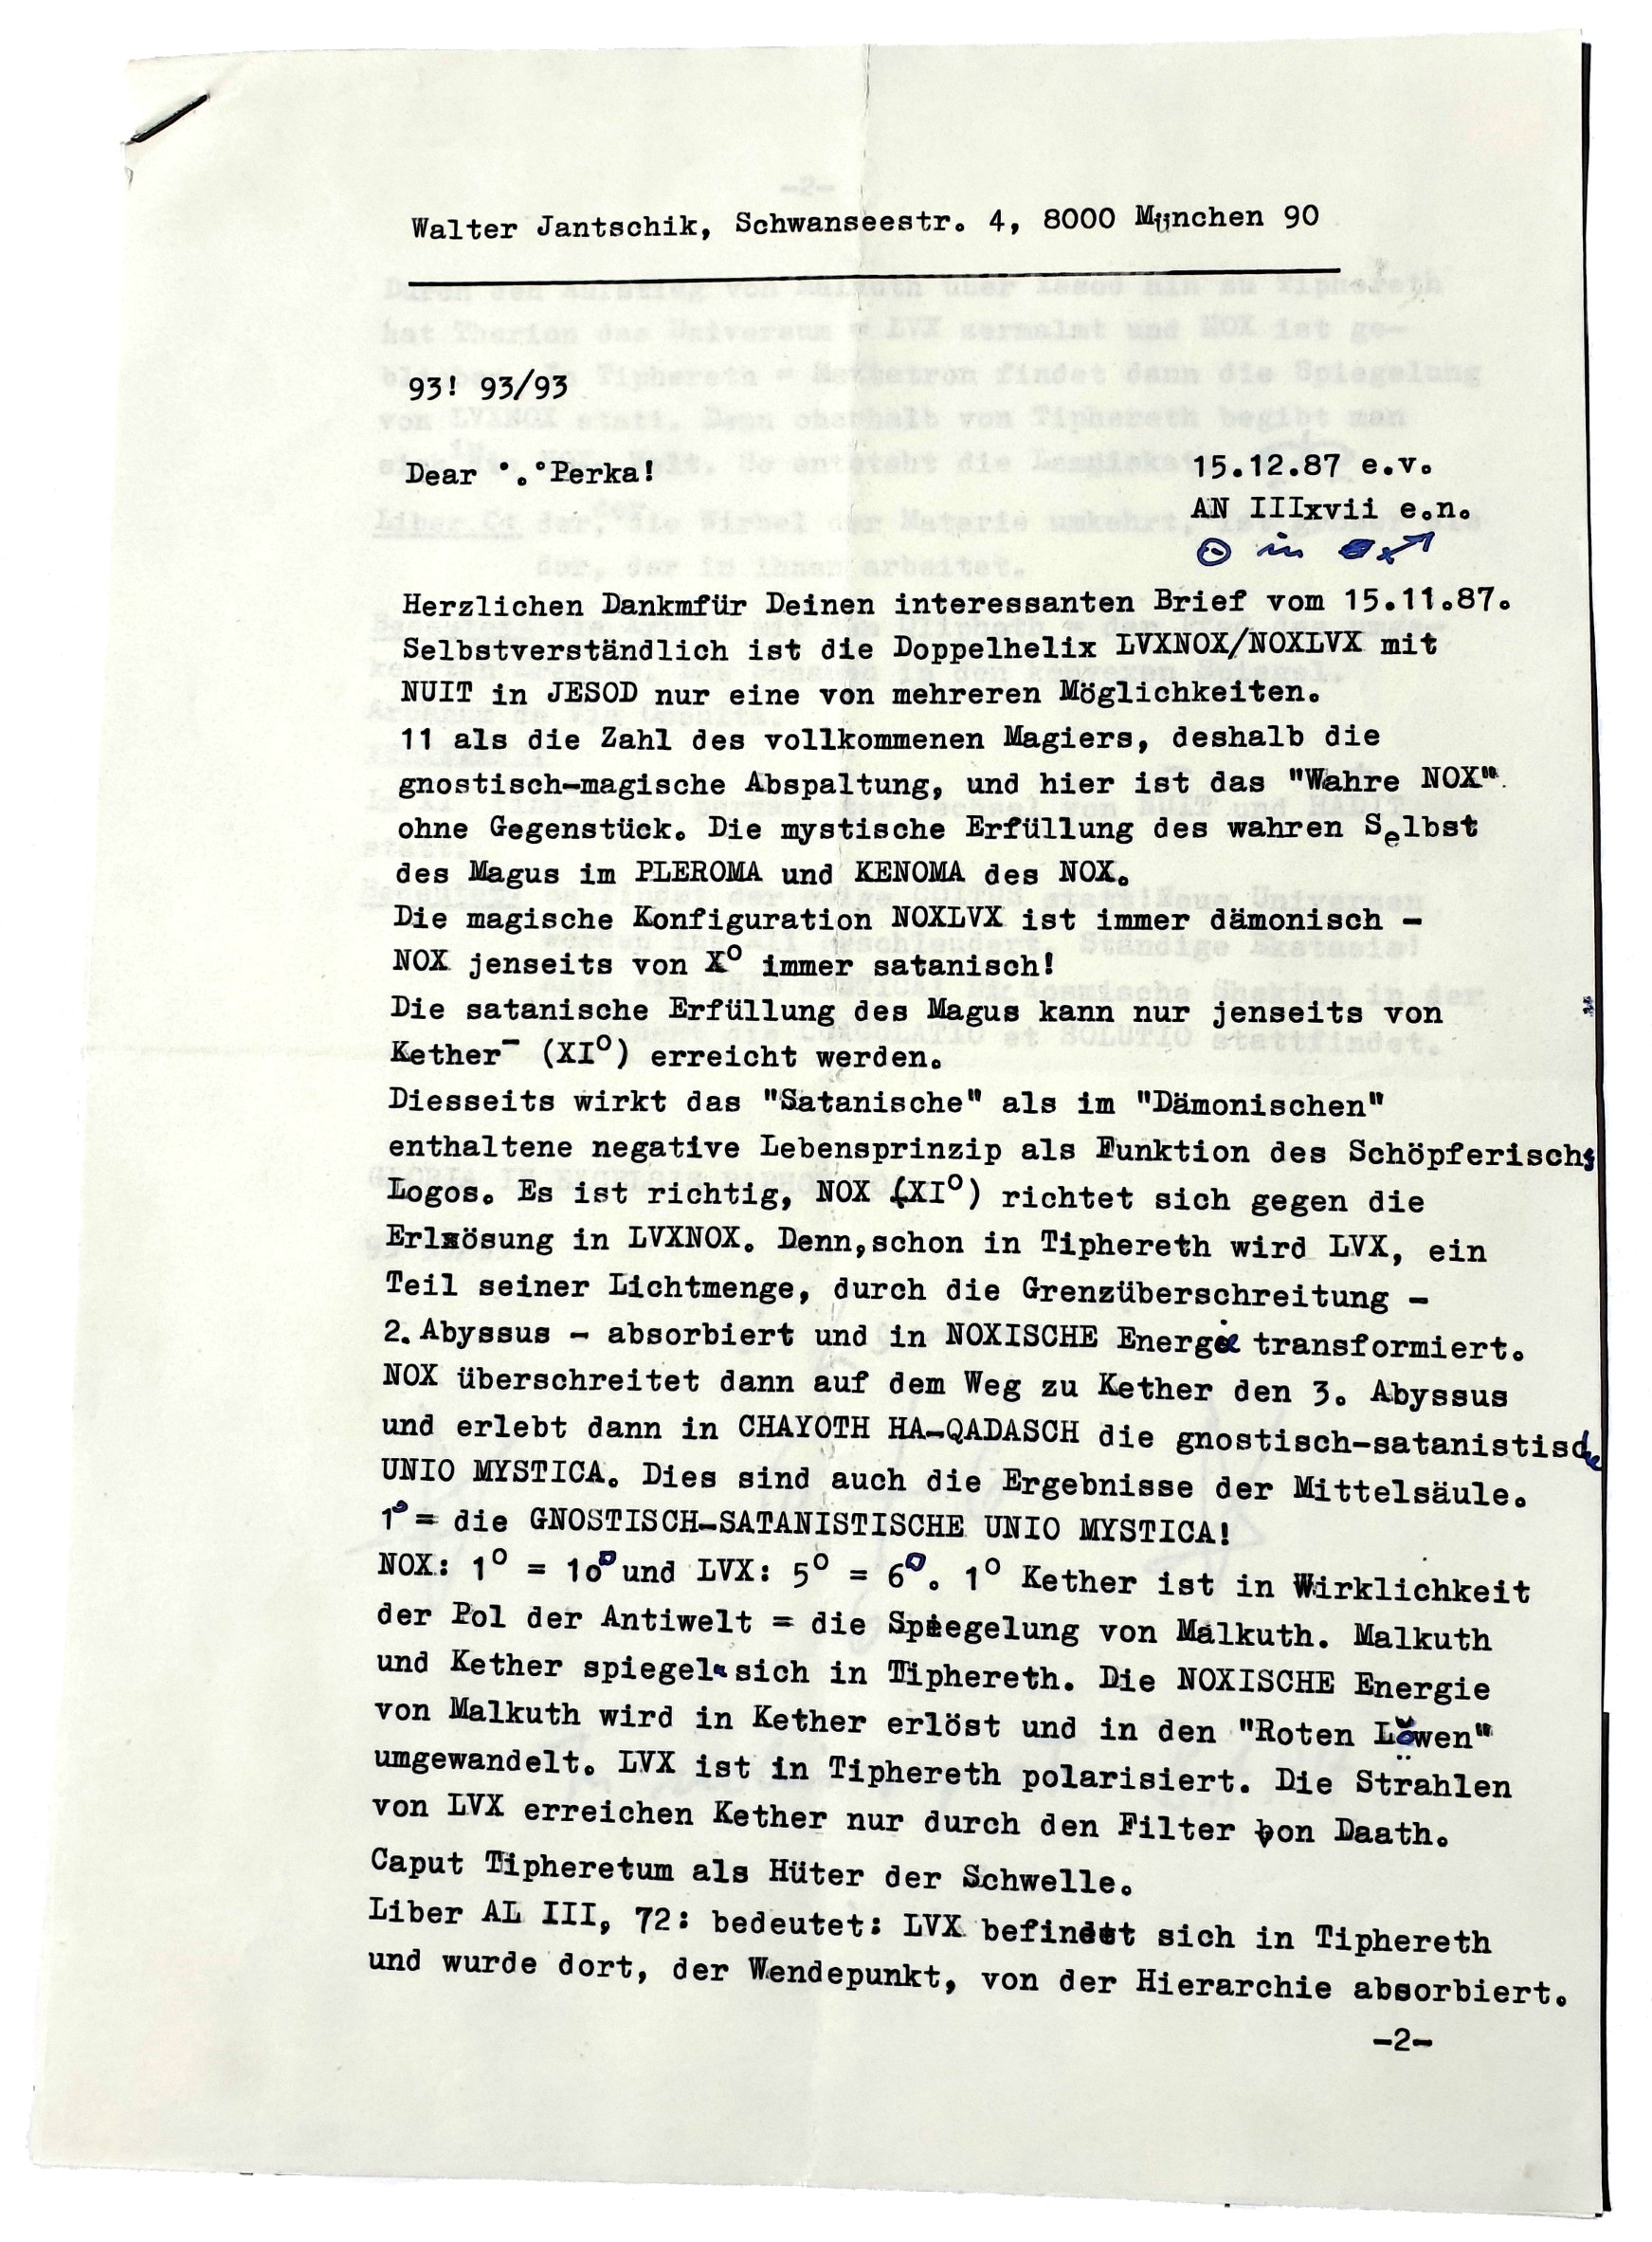 Walter Jantschik, Schwanseestr. 4, 8000 München 90
93! 93/93
Dear °.°Perka!
15.12.87 e.v.
AN IIIxvii e.n.
☉ in ♐
Herzlichen Dankmfür Deinen interessanten Brief vom 15.11.87.
Selbstverständlich ist die Doppelhelix LVXNOX/NOXLVX mit
NUIT in JESOD nur eine von mehreren Möglichkeiten.
11 als die Zahl des vollkommenen Magiers, deshalb die
gnostisch-magische Abspaltung, und hier ist das "Wahre NOX"
ohne Gegenstück. Die mystische Erfüllung des wahren Selbst
des Magus im PLEROMA und KENOMA des NOX.
Die magische Konfiguration NOXLVX ist immer dämonisch -
NOX jenseits von X° immer satanisch!
Die satanische Erfüllung des Magus kann nur jenseits von
Kether- (XI°) erreicht werden.
Diesseits wirkt das "Satanische" als im "Dämonischen"
enthaltene negative Lebensprinzip als Funktion des Schöpferisch
Logos. Es ist richtig, NOX (XI°) richtet sich gegen die
Erlxösung in LVXNOX. Denn,schon in Tiphereth wird LVX, ein
Teil seiner Lichtmenge, durch die Grenzüberschreitung -
2. Abyssus - absorbiert und in NOXISCHE Energie transformiert.
NOX überschreitet dann auf dem Weg zu Kether den 3. Abyssus
und erlebt dann in CHAYOTH HA-QADASCH die gnostisch-satanistische
UNIO MYSTICA. Dies sind auch die Ergebnisse der Mittelsäule.
1° = die GNOSTISCH-SATANISTISCHE UNIO MYSTICA!
NOX: 1° = 10□ und LVX: 5° = 6□. 1° Kether ist in Wirklichkeit
der Pol der Antiwelt = die Spiegelung von Malkuth. Malkuth
und Kether spiegeln sich in Tiphereth. Die NOXISCHE Energie
von Malkuth wird in Kether erlöst und in den "Roten Löwen"
umgewandelt. LVX ist in Tiphereth polarisiert. Die Strahlen
von LVX erreichen Kether nur durch den Filter von Daath.
Caput Tipheretum als Hüter der Schwelle.
Liber AL III, 72: bedeutet: LVX befindet sich in Tiphereth
und wurde dort, der Wendepunkt, von der Hierarchie absorbiert.
-2-